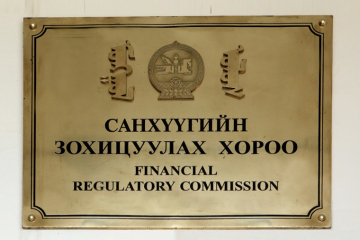 САНХҮҮГИЙН
ЗОХИЦУУЛАХ ХОРОО
FINANCIAL
REGULATORY COMMISSION